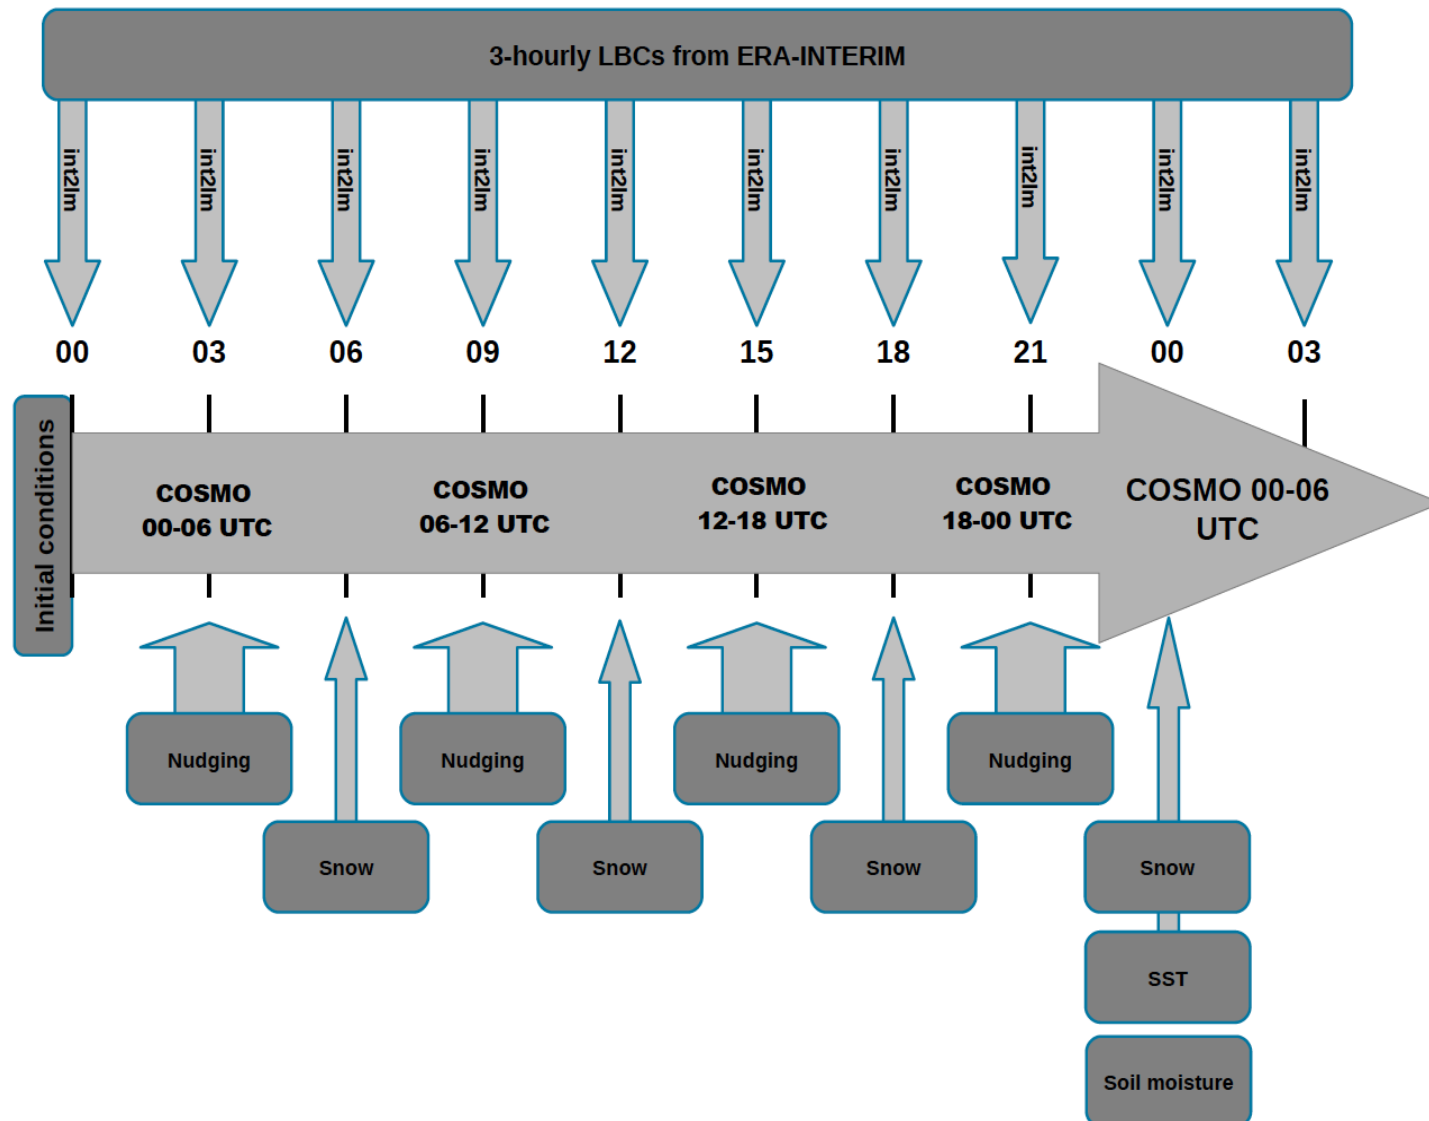 3-hourly LBCs from ERA-INTERIM
int2lm
int2lm
int2lm
int2lm
int2lm
int2lm
int2lm
int2lm
int2lm
int2lm
00
03
06
09
12
15
18
21
00
03
Initial conditions
COSMO
00-06 UTC
COSMO
06-12 UTC
COSMO
12-18 UTC
COSMO
18-00 UTC
COSMO 00-06
UTC
Nudging
Nudging
Nudging
Nudging
Snow
Snow
Snow
Snow
SST
Soil moisture